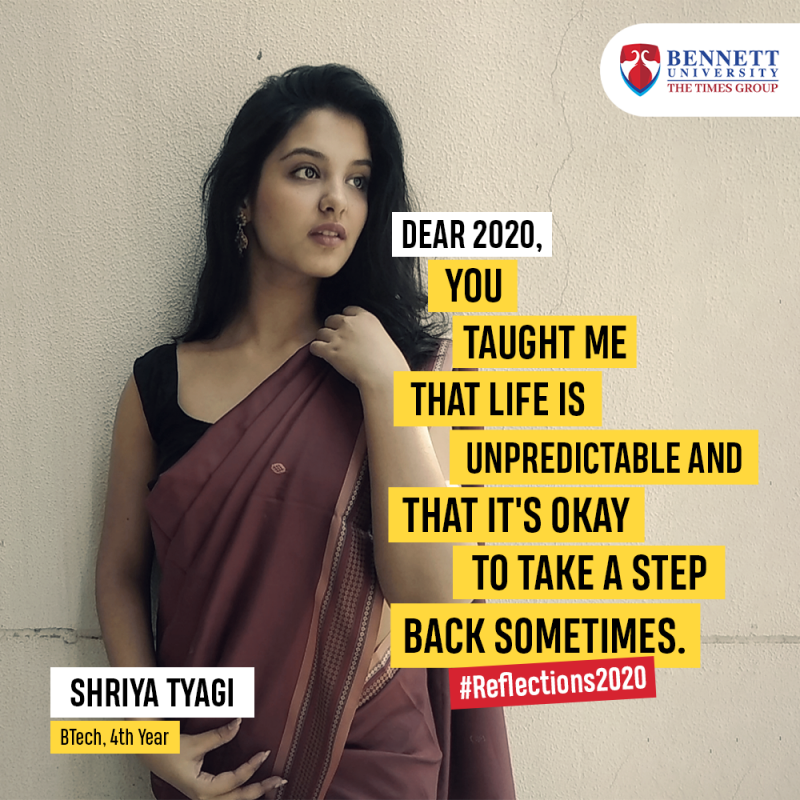 BENNETT
UNIVERSITY
THE TIMES GROUP
DEAR 2020,
YOU
TAUGHT ME
THAT LIFE IS
UNPREDICTABLE AND
THAT IT'S OKAY
TO TAKE A STEP
BACK SOMETIMES.
#Reflections2020
SHRIYA TYAGI
BTech, 4th Year